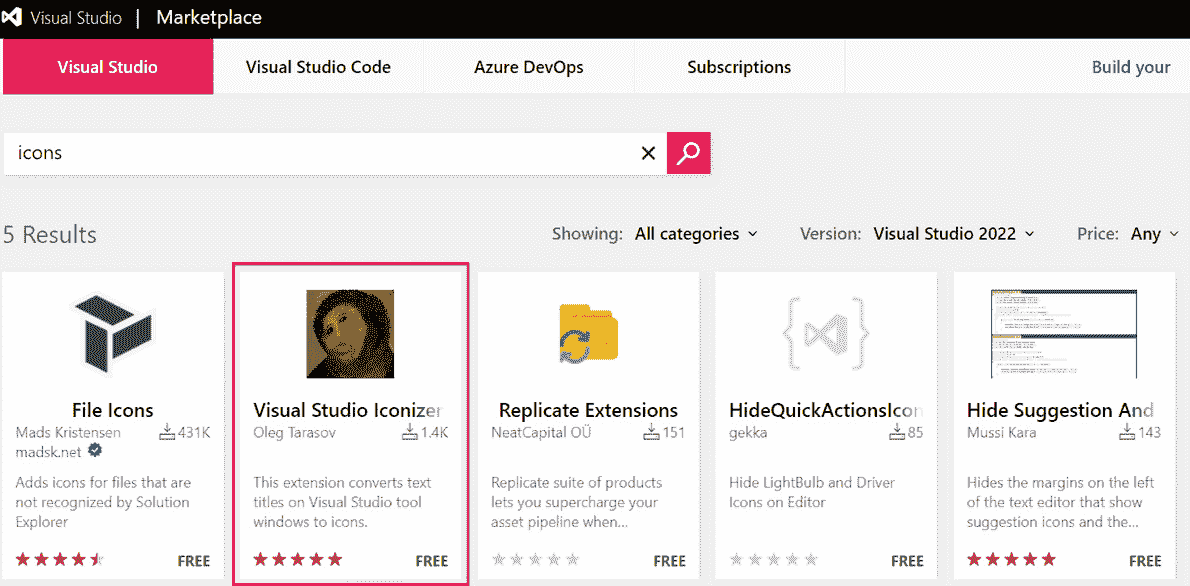 Visual Studio | Marketplace
Visual Studio
Visual Studio Code
Azure DevOps
Subscriptions
Build your
icons
5 Results
Showing: All categories
Version: Visual Studio 2022
Price: Any
File Icons
Mads Kristensen
431K
madsk.net
Adds icons for files that are
not recognized by Solution
Explorer
FREE
Visual Studio Iconizer
Oleg Tarasov
1.4K
This extension converts text
titles on Visual Studio tool
windows to icons.
FREE
Replicate Extensions
NeatCapital OÜ
151
Replicate suite of products
lets you supercharge your
asset pipeline when...
FREE
HideQuickActionsIcon
gekka
85
Hide LightBulb and Driver
Icons on Editor
FREE
Hide Suggestion And
Mussi Kara
143
Hides the margins on the left
of the text editor that show
suggestion icons and the...
FREE